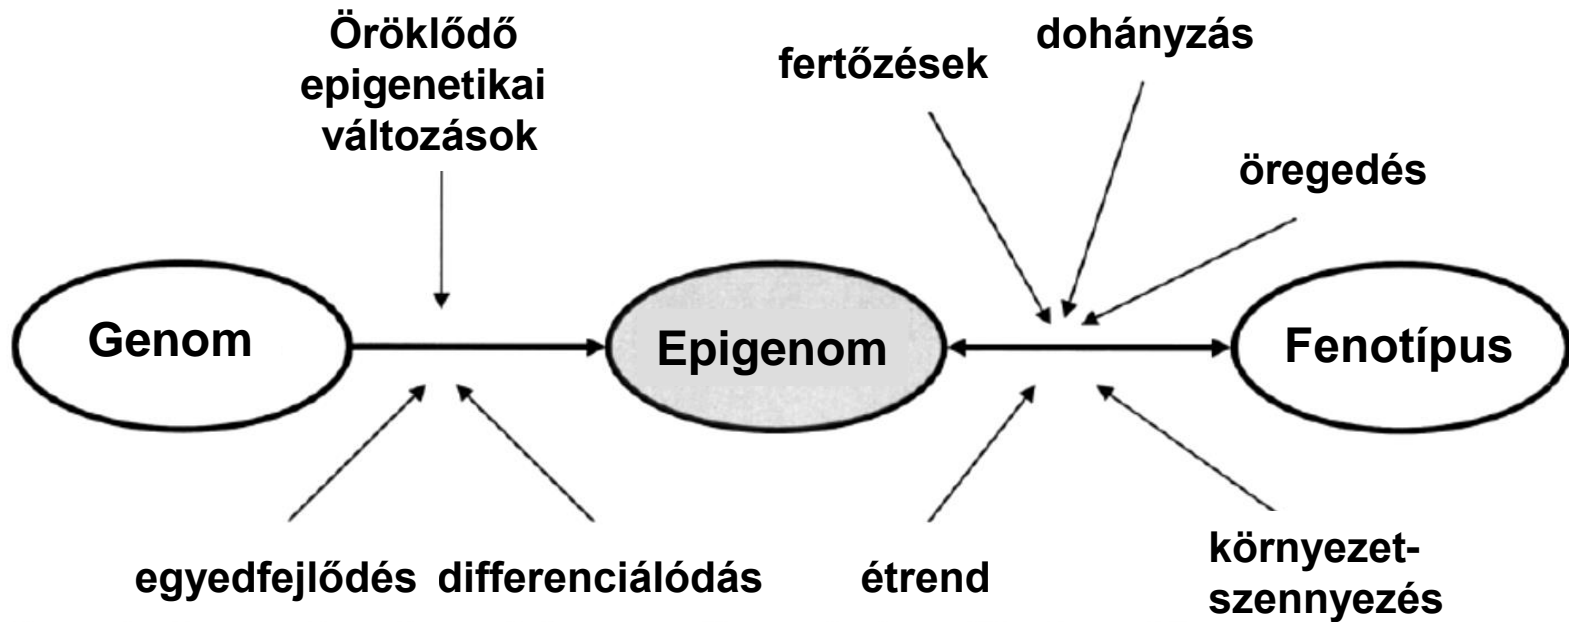 Öröklődő
epigenetikai
változások
fertőzések
dohányzás
öregedés
Genom
Epigenom
Fenotípus
egyedfejlődés
differenciálódás
étrend
környezet-
szennyezés